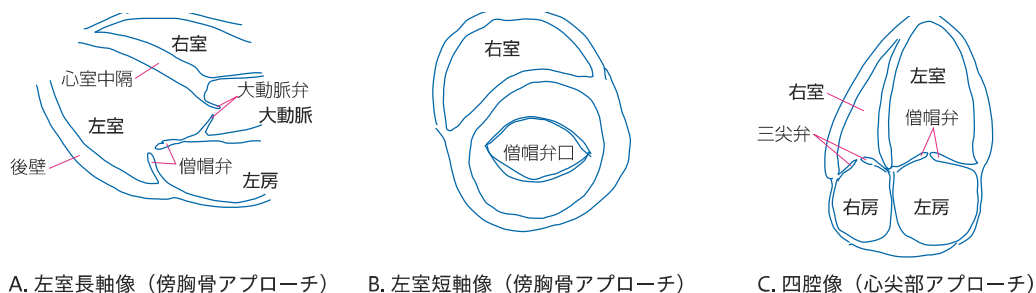 右室
心室中隔
大動脈弁
大動脈
左室
僧帽弁
後壁
左房
A. 左室長軸像（傍胸骨アプローチ）
右室
僧帽弁口
B. 左室短軸像（傍胸骨アプローチ）
左室
右室
僧帽弁
三尖弁
右房
左房
C. 四腔像（心尖部アプローチ）